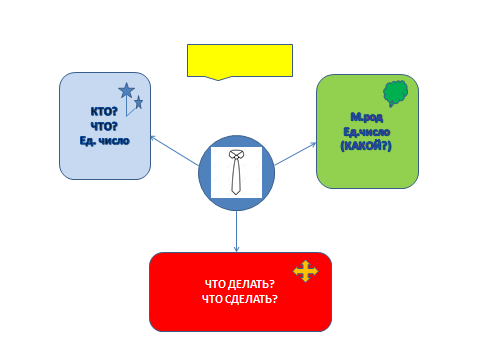 КТО?
ЧТО?
Ед. число
М.род
Ед.число
(КАКОЙ?)
ЧТО ДЕЛАТЬ?
ЧТО СДЕЛАТЬ?